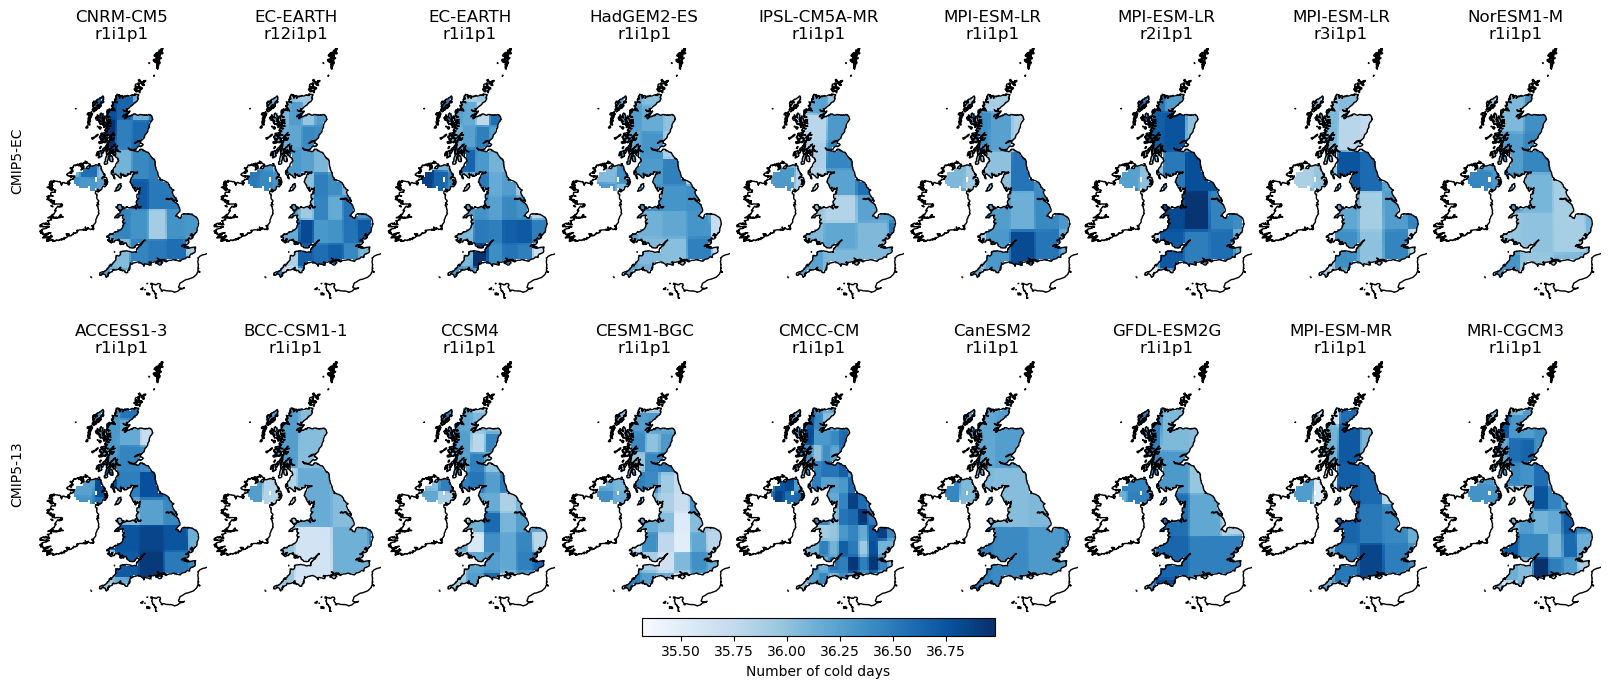 CNRM-CM5
r1i1p1
EC-EARTH
r12i1p1
EC-EARTH
r1i1p1
HadGEM2-ES
r1i1p1
IPSL-CM5A-MR
r1i1p1
MPI-ESM-LR
r1i1p1
MPI-ESM-LR
r2i1p1
MPI-ESM-LR
r3i1p1
NorESM1-M
r1i1p1
CMIP5-EC
ACCESS1-3
r1i1p1
BCC-CSM1-1
r1i1p1
CCSM4
r1i1p1
CESM1-BGC
r1i1p1
CMCC-CM
r1i1p1
CanESM2
r1i1p1
GFDL-ESM2G
r1i1p1
MPI-ESM-MR
r1i1p1
MRI-CGCM3
r1i1p1
CMIP5-13
35.50 35.75 36.00 36.25 36.50 36.75
Number of cold days